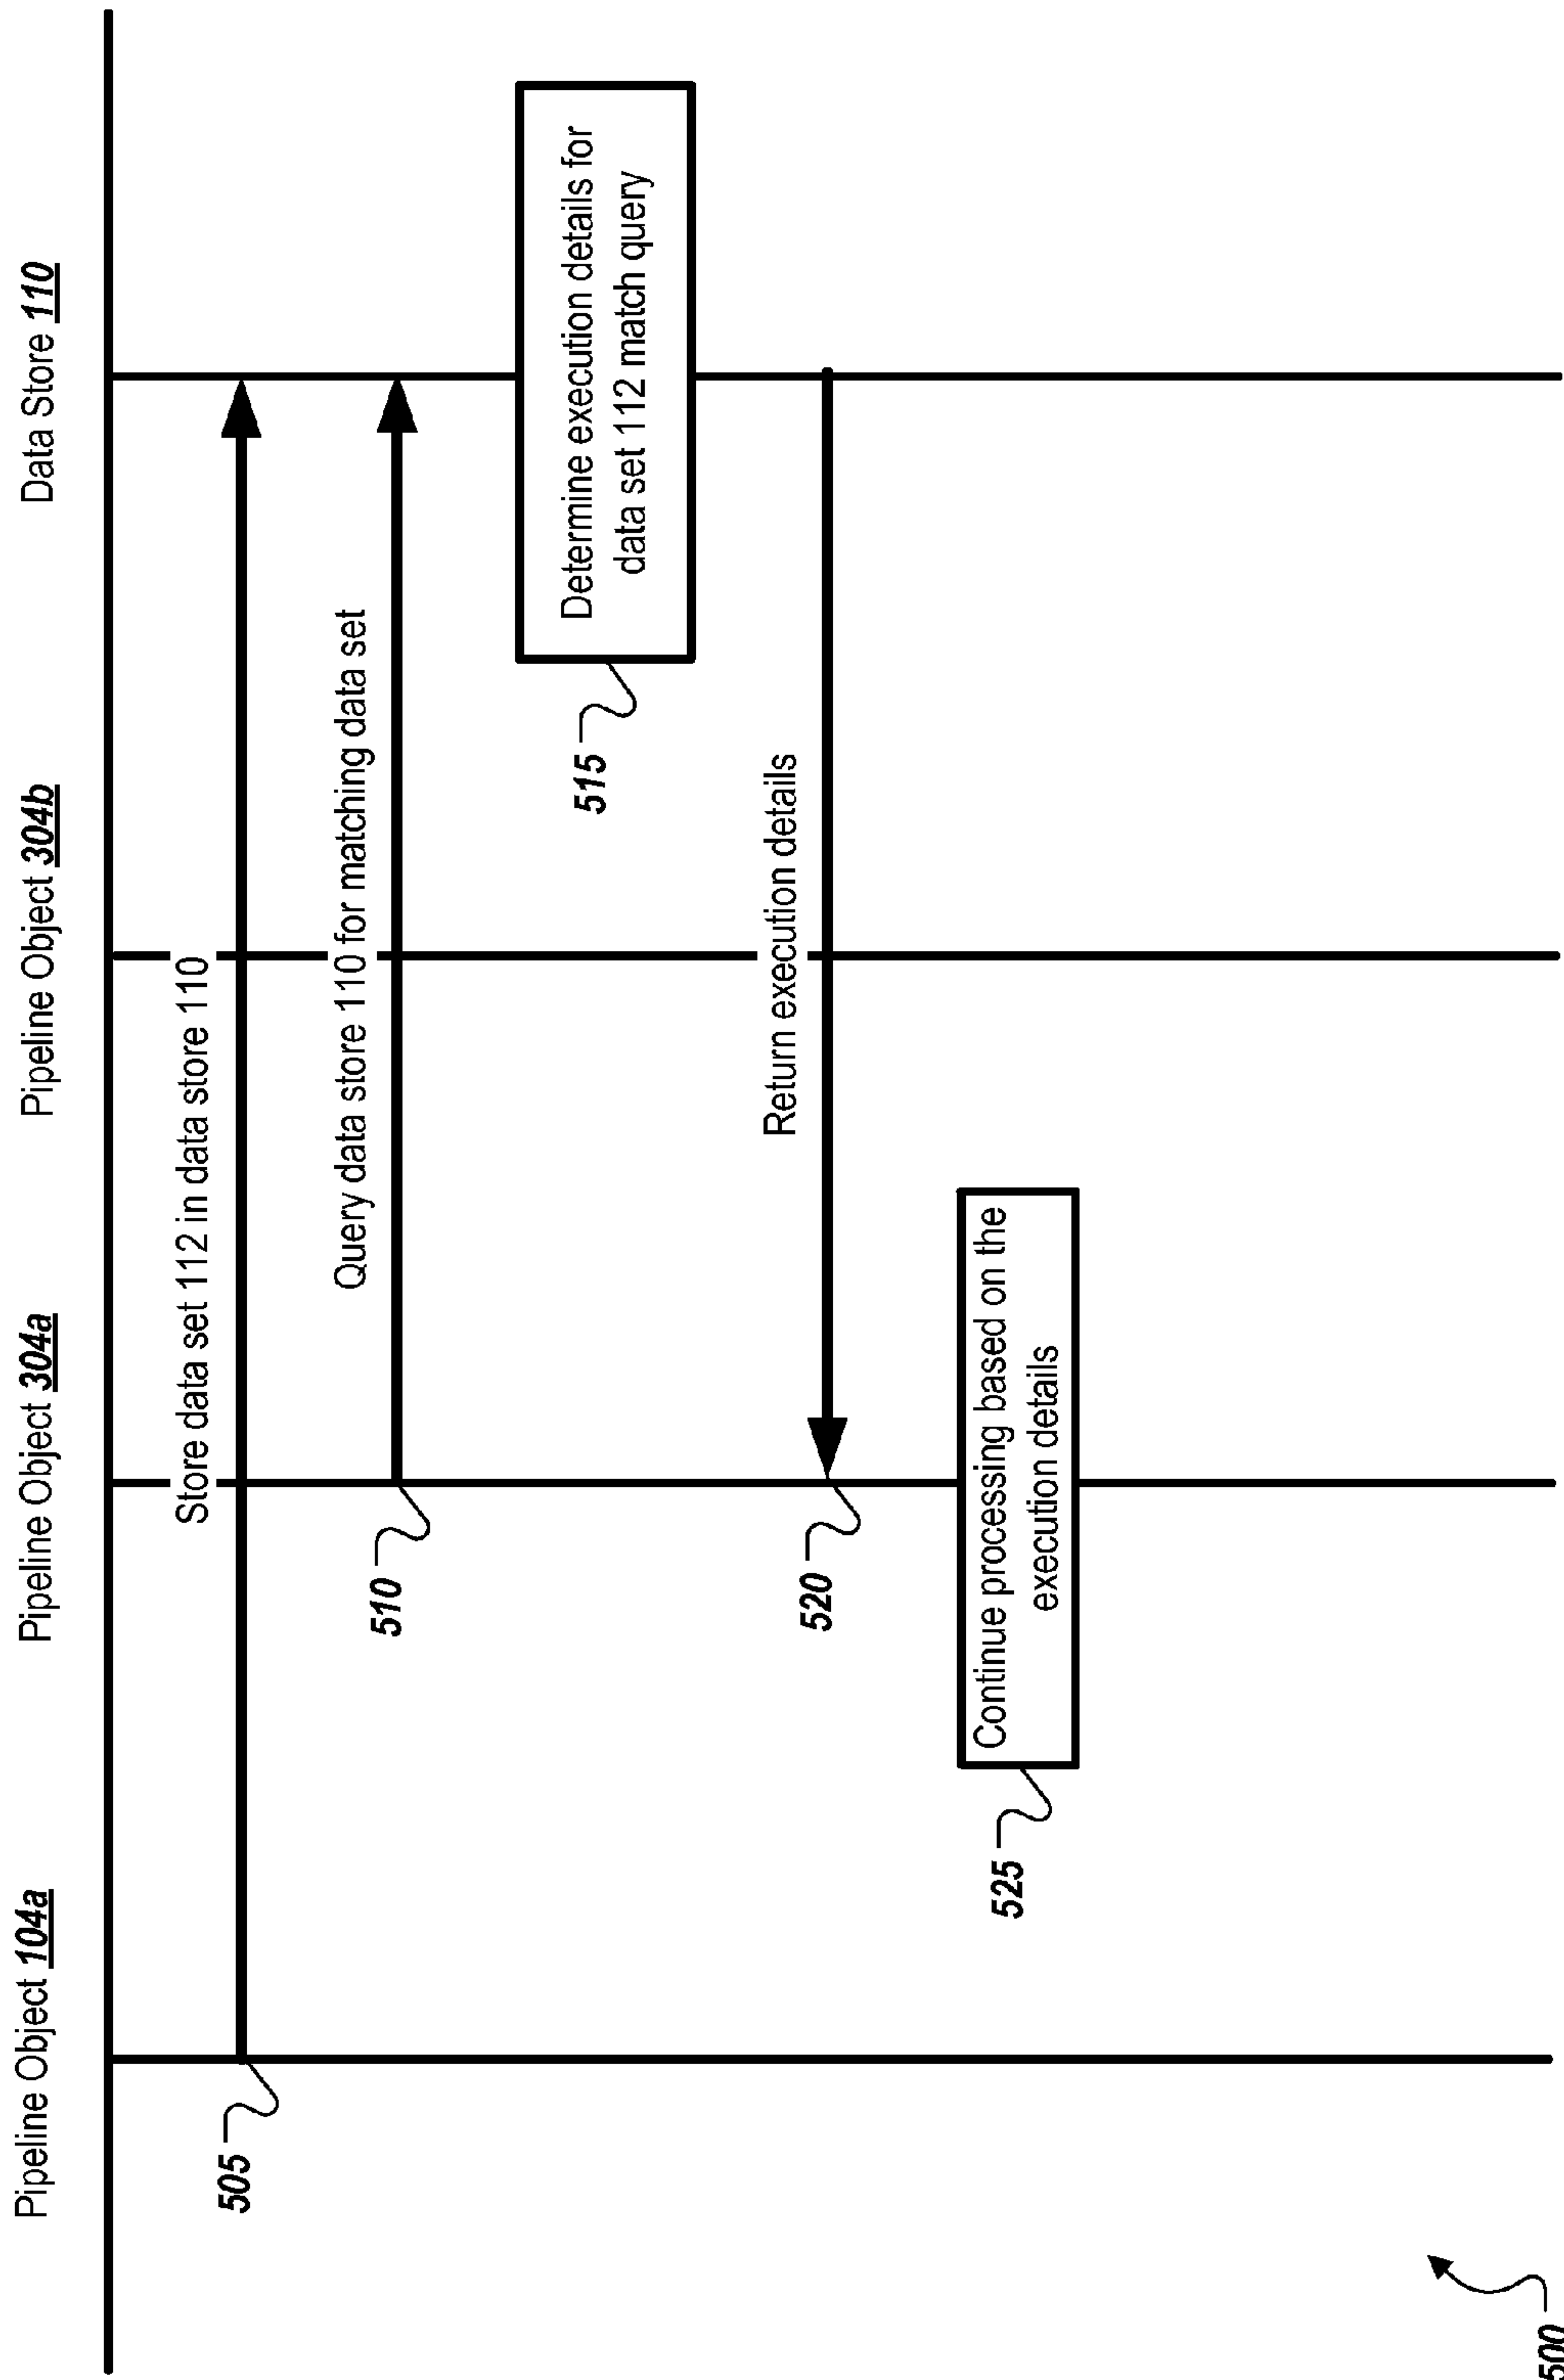 Pipeline Object 104a
Pipeline Object 304a
Pipeline Object 304b
Data Store 110
Store data set 112 in data store 110
505
Query data store 110 for matching data set
510
Determine execution details for
data set 112 match query
515
Return execution details
520
Continue processing based on the
execution details
525
500